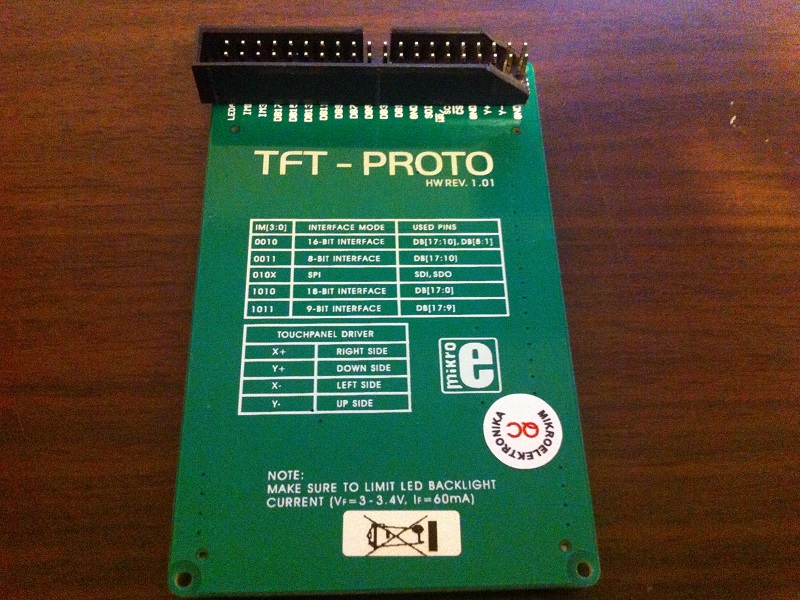 TFT - PROTO
HW REV. 1.01
IM[3:0] INTERFACE MODE USED PINS
0010 16-BIT INTERFACE DB[17:10], DB[8:1]
0011 8-BIT INTERFACE DB[17:10]
010X SPI SDI, SDO
1010 18-BIT INTERFACE DB[17:0]
1011 9-BIT INTERFACE DB[17:9]
TOUCHPANEL DRIVER
X+ RIGHT SIDE
Y+ DOWN SIDE
X- LEFT SIDE
Y- UP SIDE
mikro e
MIKROELEKTRONIKA
QC
NOTE:
MAKE SURE TO LIMIT LED BACKLIGHT
CURRENT (VF=3-3.4V, IF=60mA)